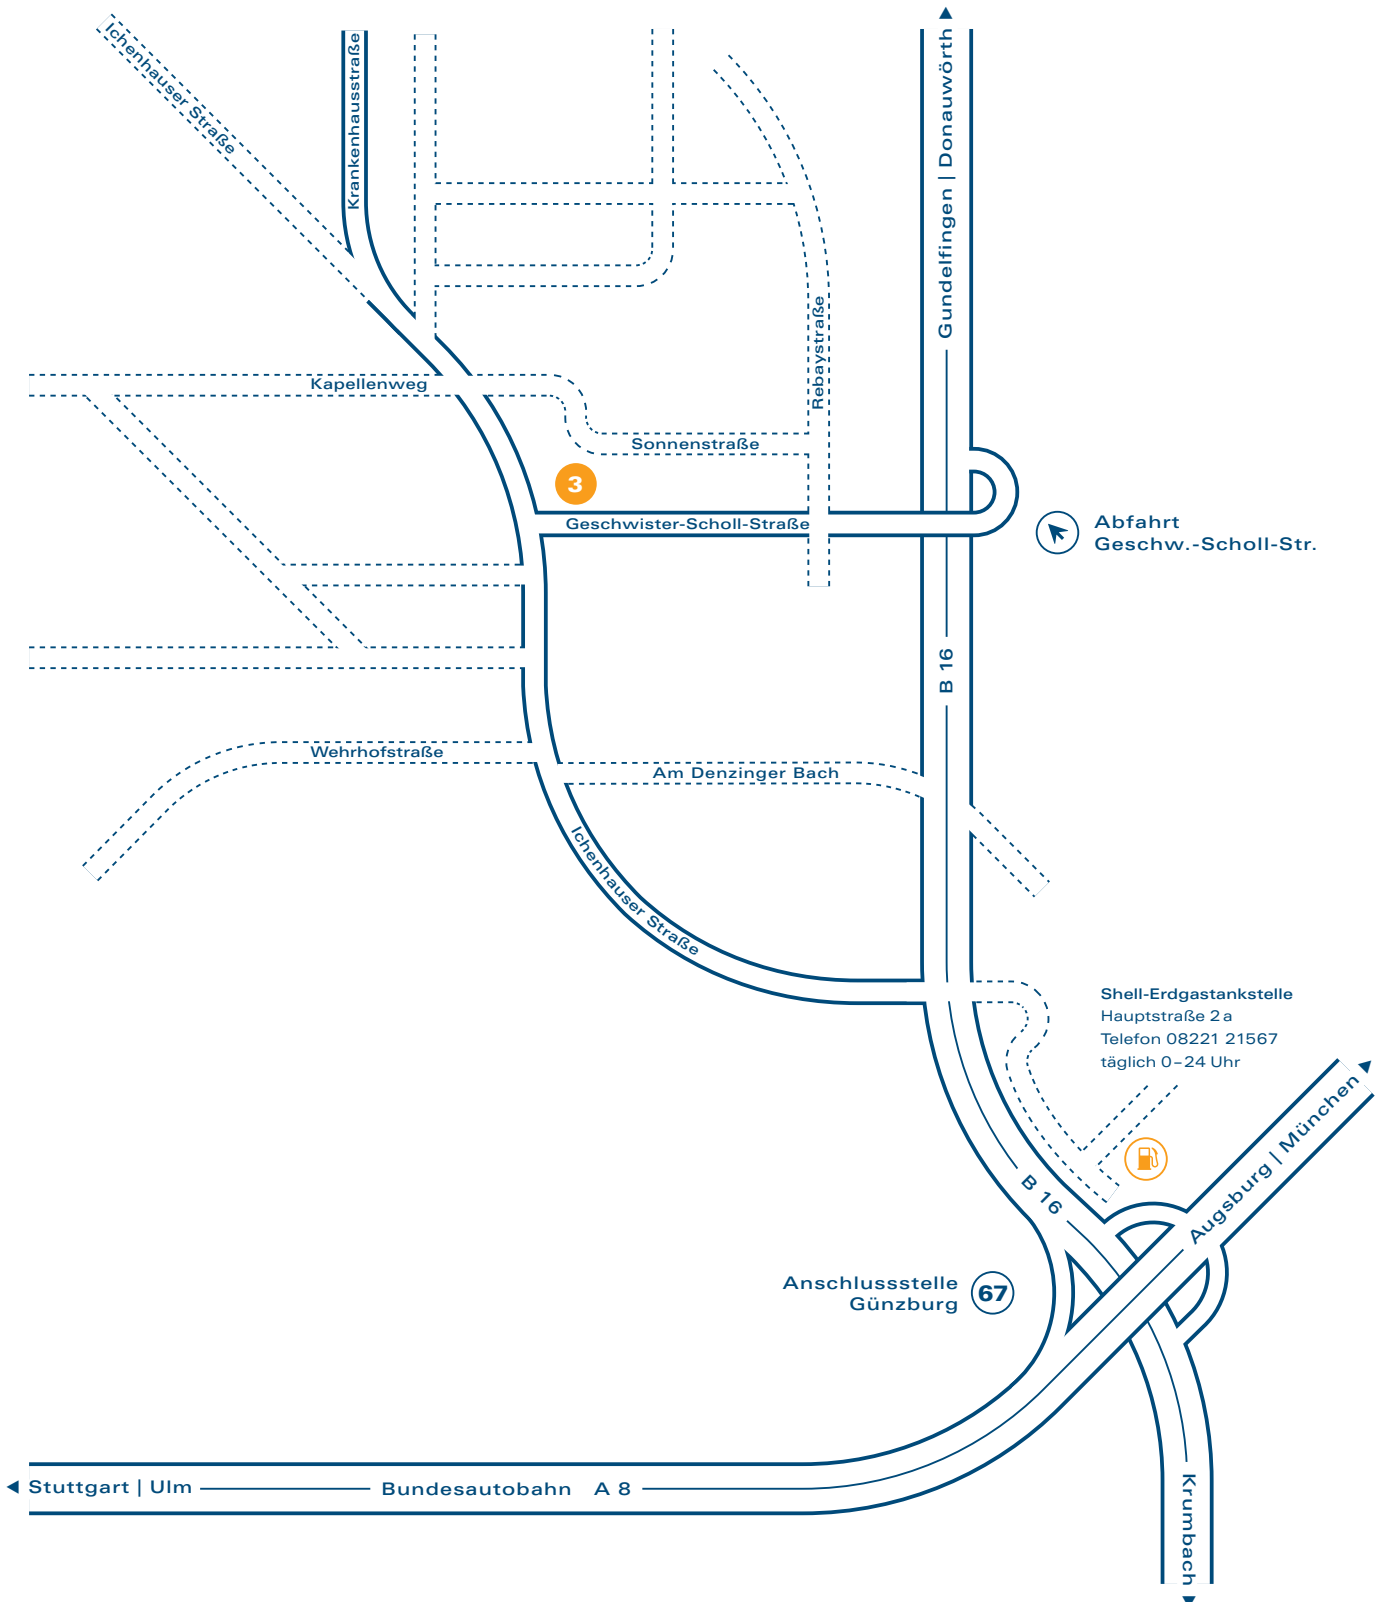 Ichenhauser Straße
Krankenhausstraße
Gundelfingen | Donauwörth
Rebaystraße
Kapellenweg
Sonnenstraße
3
Geschwister-Scholl-Straße
Abfahrt
Geschw.-Scholl-Str.
B 16
Wehrhofstraße
Am Denzinger Bach
Ichenhauser Straße
Shell-Erdgastankstelle
Hauptstraße 2 a
Telefon 08221 21567
täglich 0–24 Uhr
Augsburg | München
B 16
Anschlussstelle
Günzburg
67
Stuttgart | Ulm
Bundesautobahn A 8
Krumbach